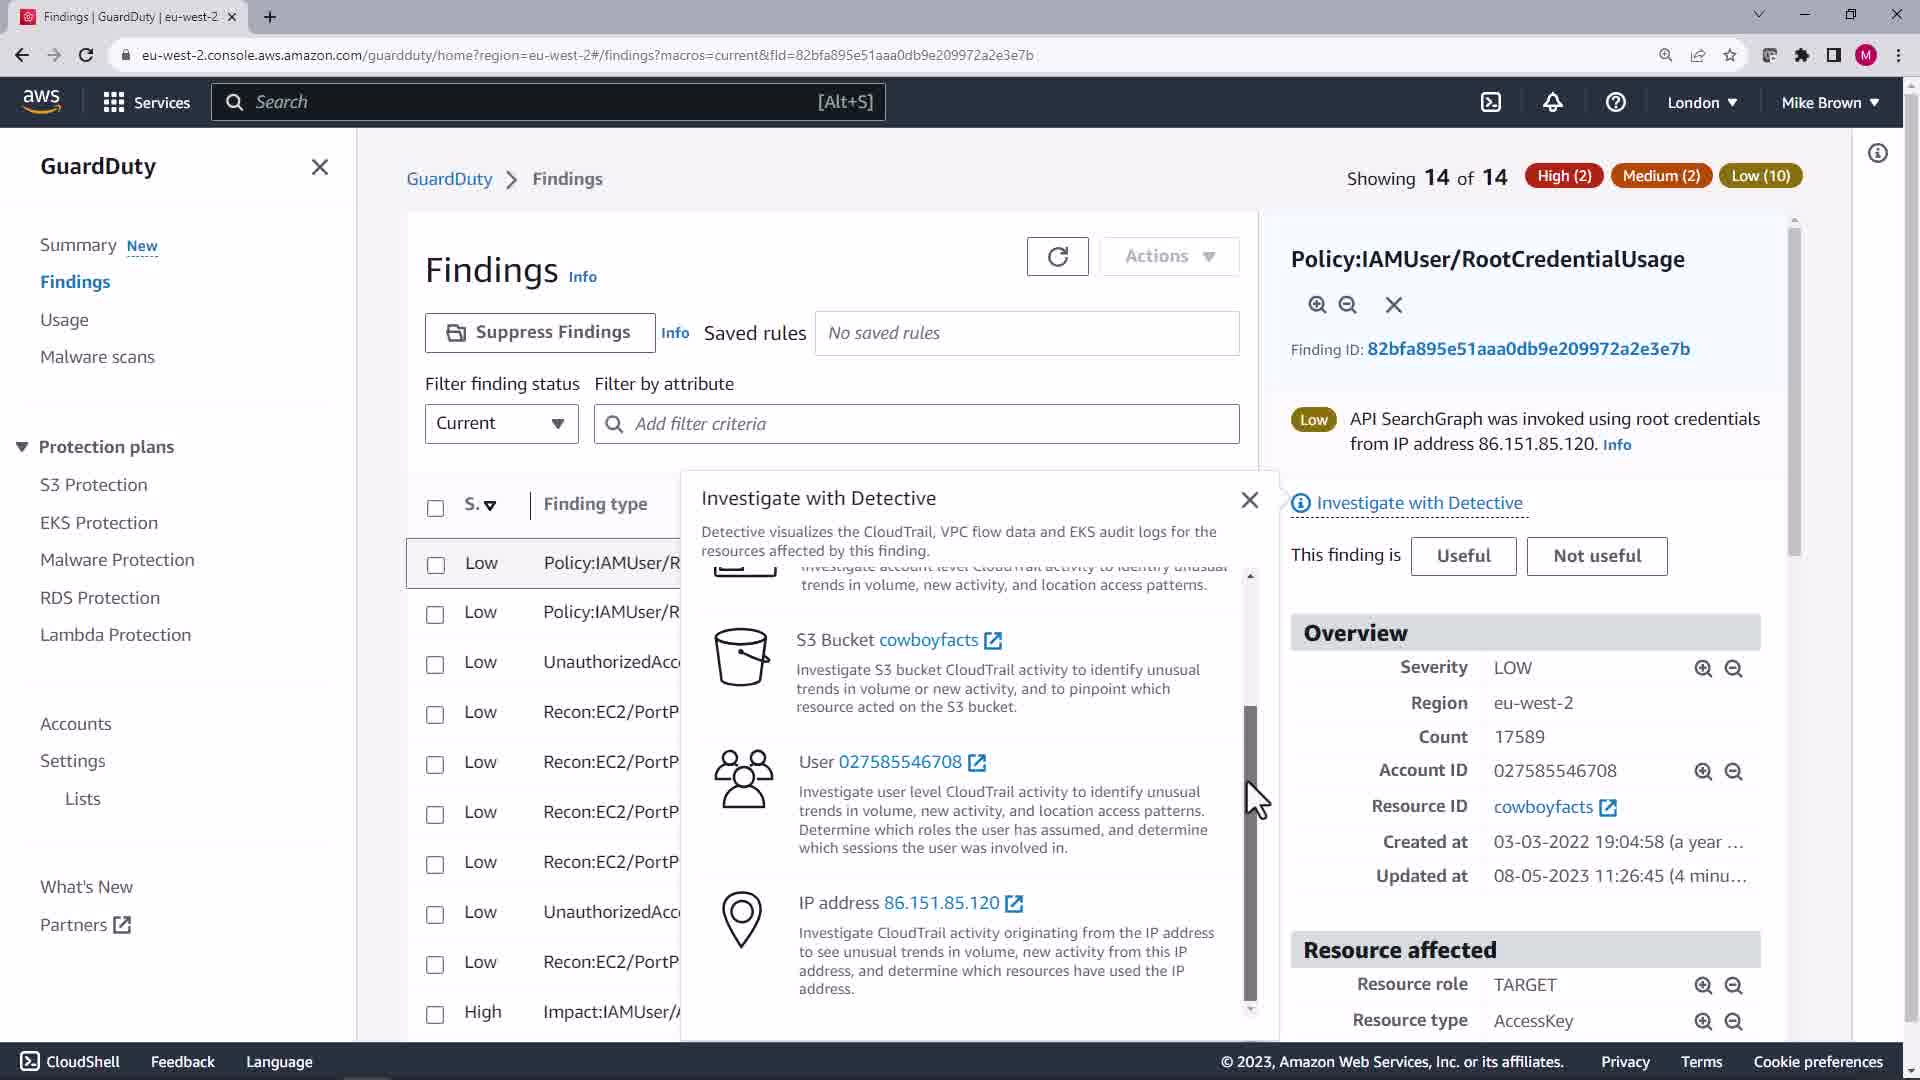 Findings | GuardDuty | eu-west-2
eu-west-2.console.aws.amazon.com/guardduty/home?region=eu-west-2#/findings?macros=current&fId=82bfa895e51aaa0db9e209972a2e3e7b
M
aws
Services
Search
[Alt+S]
London
Mike Brown
GuardDuty
Summary New
Findings
Usage
Malware scans
Protection plans
S3 Protection
EKS Protection
Malware Protection
RDS Protection
Lambda Protection
Accounts
Settings
Lists
What's New
Partners
GuardDuty > Findings
Showing 14 of 14
High (2)
Medium (2)
Low (10)
Findings Info
Actions
Suppress Findings
Info
Saved rules
No saved rules
Filter finding status
Filter by attribute
Current
Add filter criteria
S.
Finding type
Low Policy:IAMUser/R
Low Policy:IAMUser/R
Low UnauthorizedAcc
Low Recon:EC2/PortP
Low Recon:EC2/PortP
Low Recon:EC2/PortP
Low Recon:EC2/PortP
Low UnauthorizedAcc
Low Recon:EC2/PortP
High Impact:IAMUser/
Investigate with Detective
Detective visualizes the CloudTrail, VPC flow data and EKS audit logs for the
resources affected by this finding.
Investigate account level CloudTrail activity to identify unusual
trends in volume, new activity, and location access patterns.
S3 Bucket cowboyfacts
Investigate S3 bucket CloudTrail activity to identify unusual
trends in volume or new activity, and to pinpoint which
resource acted on the S3 bucket.
User 027585546708
Investigate user level CloudTrail activity to identify unusual
trends in volume, new activity, and location access patterns.
Determine which roles the user has assumed, and determine
which sessions the user was involved in.
IP address 86.151.85.120
Investigate CloudTrail activity originating from the IP address
to see unusual trends in volume, new activity from this IP
address, and determine which resources have used the IP
address.
Policy:IAMUser/RootCredentialUsage
Finding ID: 82bfa895e51aaa0db9e209972a2e3e7b
Low
API SearchGraph was invoked using root credentials
from IP address 86.151.85.120. Info
Investigate with Detective
This finding is
Useful
Not useful
Overview
Severity LOW
Region eu-west-2
Count 17589
Account ID 027585546708
Resource ID cowboyfacts
Created at 03-03-2022 19:04:58 (a year ...
Updated at 08-05-2023 11:26:45 (4 minu...
Resource affected
Resource role TARGET
Resource type AccessKey
CloudShell
Feedback
Language
© 2023, Amazon Web Services, Inc. or its affiliates.
Privacy
Terms
Cookie preferences